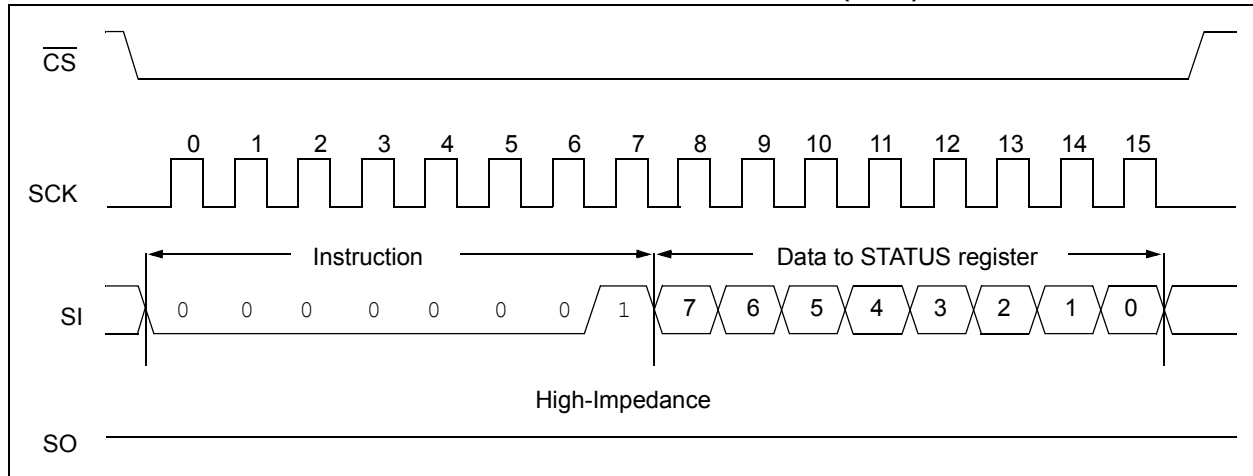 CS
0 1 2 3 4 5 6 7 8 9 10 11 12 13 14 15
SCK
Instruction Data to STATUS register
SI 0 0 0 0 0 0 0 1 7 6 5 4 3 2 1 0
High-Impedance
SO